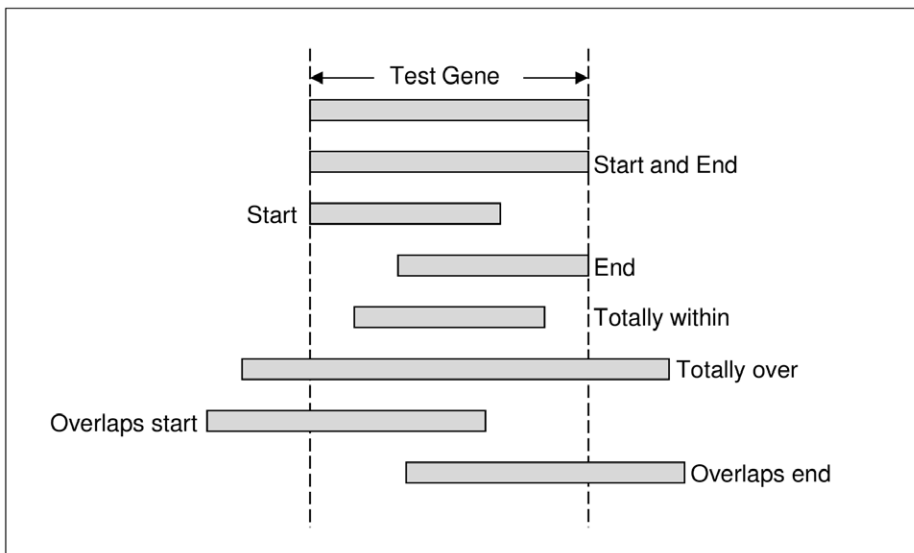 Test Gene
Start and End
Start
End
Totally within
Totally over
Overlaps start
Overlaps end